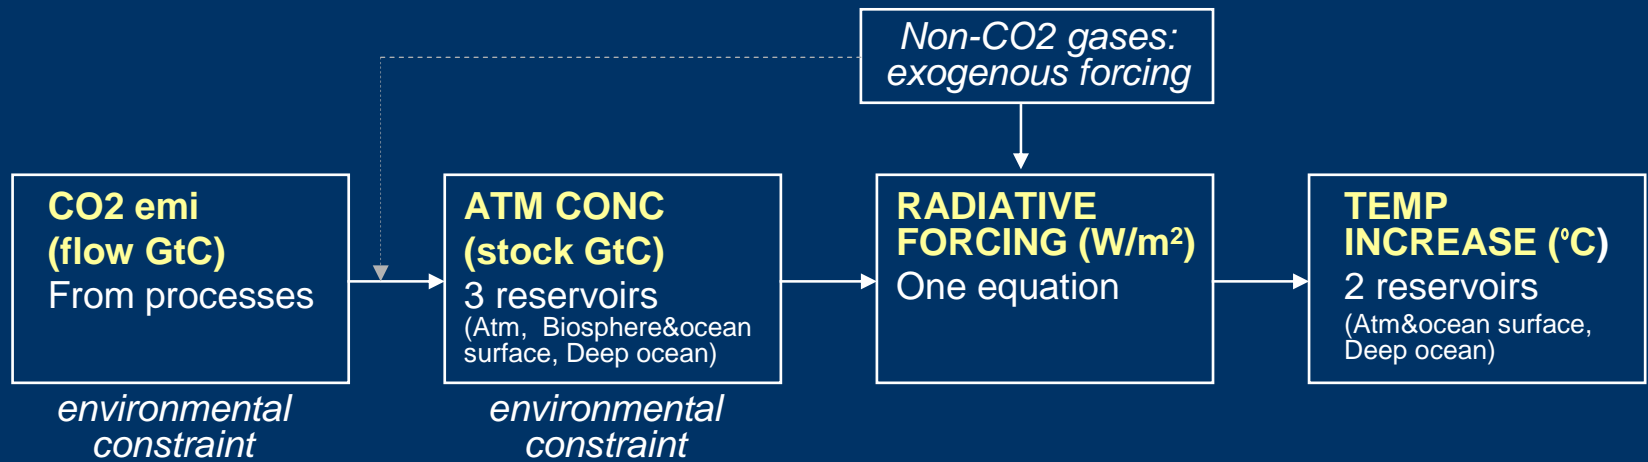 Non-CO2 gases:
exogenous forcing
CO2 emi
(flow GtC)
From processes
environmental
constraint
ATM CONC
(stock GtC)
3 reservoirs
(Atm, Biosphere&ocean
surface, Deep ocean)
environmental
constraint
RADIATIVE
FORCING (W/m²)
One equation
TEMP
INCREASE (°C)
2 reservoirs
(Atm&ocean surface,
Deep ocean)